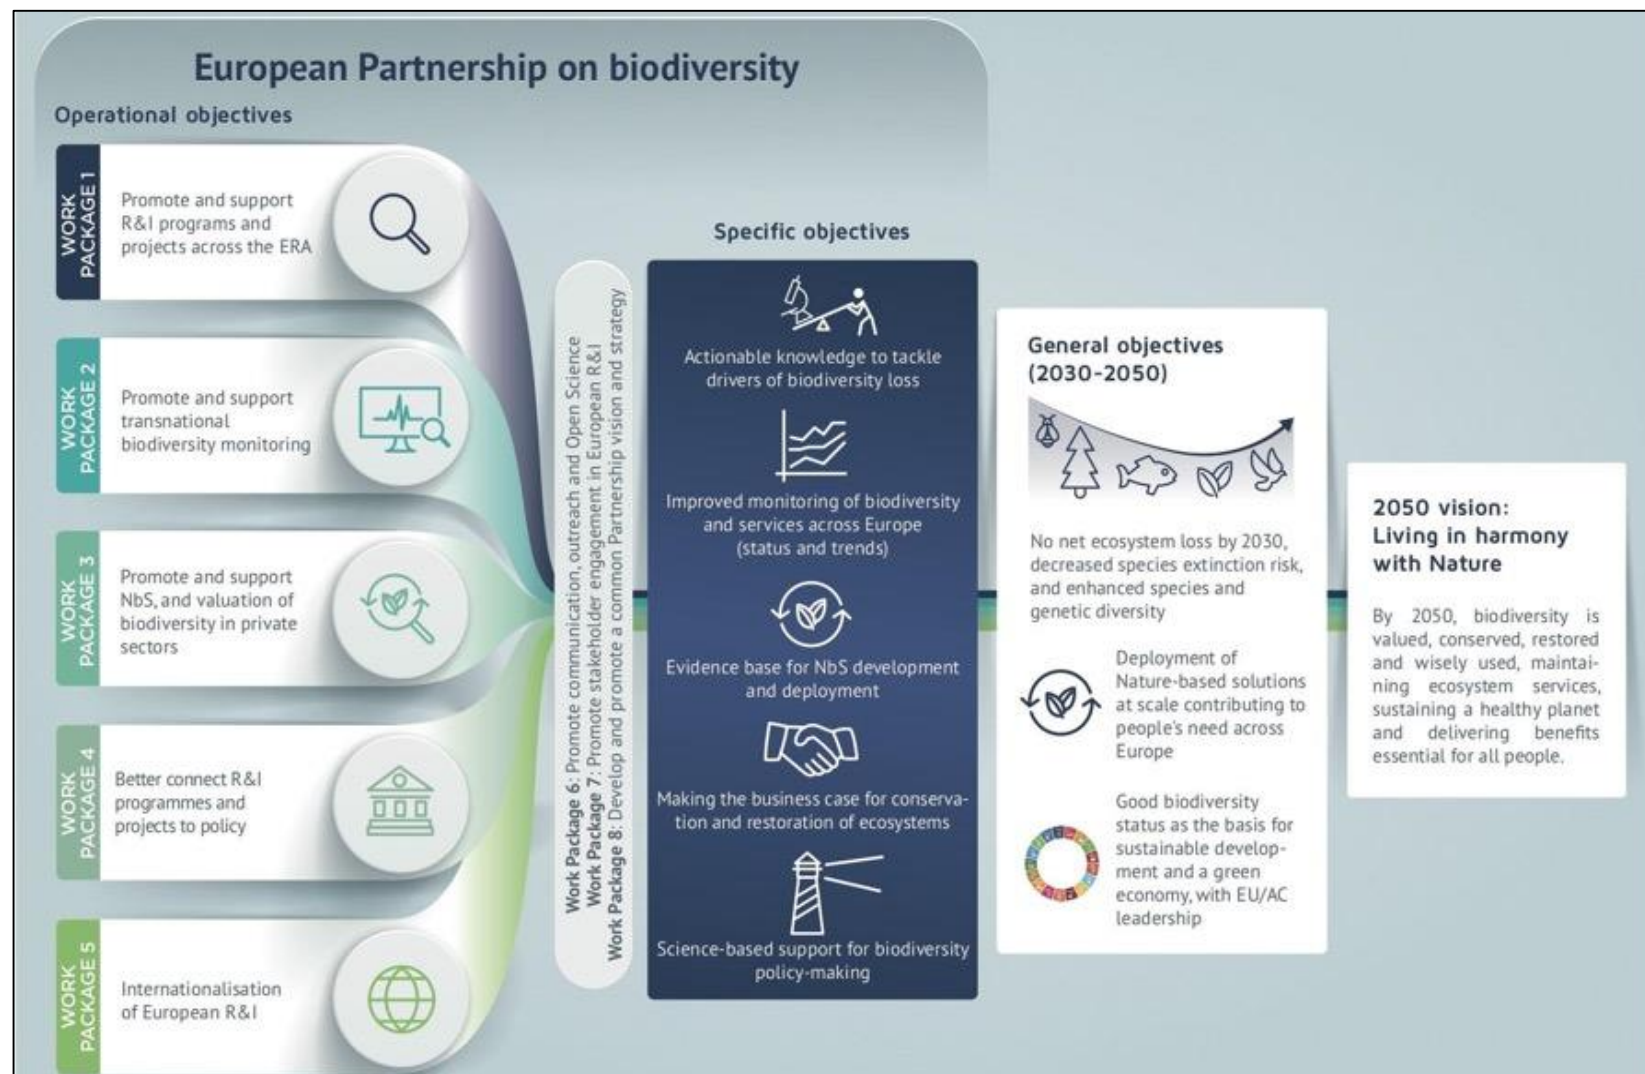 European Partnership on biodiversity
Operational objectives
WORK
PACKAGE 1
Promote and support
R&I programs and
projects across the ERA
WORK
PACKAGE 2
Promote and support
transnational
biodiversity monitoring
WORK
PACKAGE 3
Promote and support
NbS, and valuation of
biodiversity in private
sectors
WORK
PACKAGE 4
Better connect R&I
programmes and
projects to policy
WORK
PACKAGE 5
Internationalisation
of European R&I
Work Package 6: Promote communication, outreach and Open Science
Work Package 7: Promote stakeholder engagement in European R&I
Work Package 8: Develop and promote a common Partnership vision and strategy
Specific objectives
Actionable knowledge to tackle
drivers of biodiversity loss
Improved monitoring of biodiversity
and services across Europe
(status and trends)
Evidence base for NbS development
and deployment
Making the business case for conserva-
tion and restoration of ecosystems
Science-based support for biodiversity
policy-making
General objectives
(2030-2050)
No net ecosystem loss by 2030,
decreased species extinction risk,
and enhanced species and
genetic diversity
Deployment of
Nature-based solutions
at scale contributing to
people's need across
Europe
Good biodiversity
status as the basis for
sustainable develop-
ment and a green
economy, with EU/AC
leadership
2050 vision:
Living in harmony
with Nature
By 2050, biodiversity is
valued, conserved, restored
and wisely used, maintai-
ning ecosystem services,
sustaining a healthy planet
and delivering benefits
essential for all people.